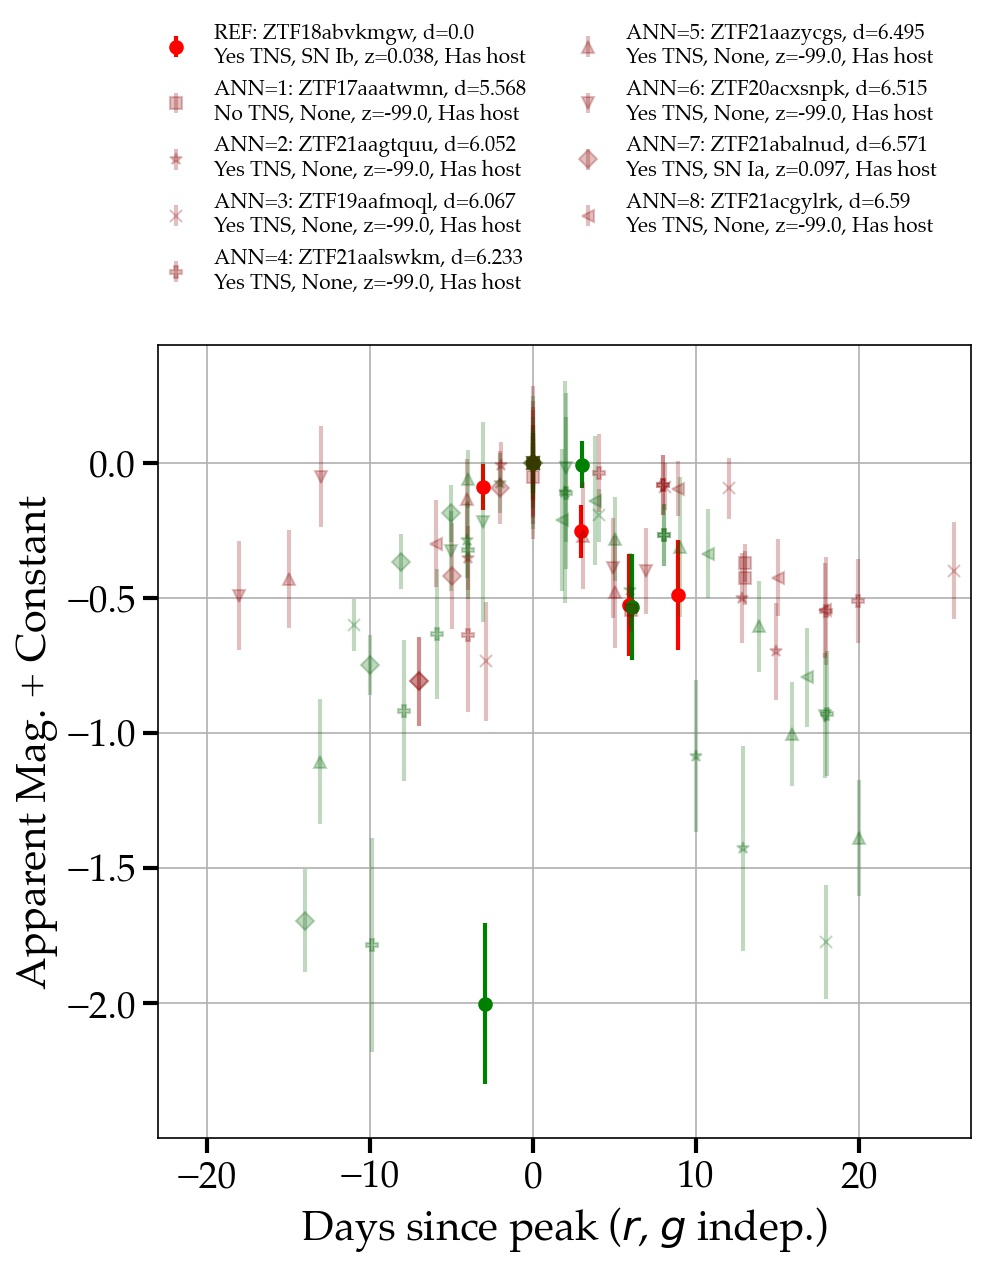 REF: ZTF18abvkmgw, d=0.0
Yes TNS, SN Ib, z=0.038, Has host
ANN=1: ZTF17aaatwmn, d=5.568
No TNS, None, z=-99.0, Has host
ANN=2: ZTF21aagtquu, d=6.052
Yes TNS, None, z=-99.0, Has host
ANN=3: ZTF19aafmoql, d=6.067
Yes TNS, None, z=-99.0, Has host
ANN=4: ZTF21aalswkm, d=6.233
Yes TNS, None, z=-99.0, Has host
ANN=5: ZTF21aazycgs, d=6.495
Yes TNS, None, z=-99.0, Has host
ANN=6: ZTF20acxsnpk, d=6.515
Yes TNS, None, z=-99.0, Has host
ANN=7: ZTF21abalnud, d=6.571
Yes TNS, SN Ia, z=0.097, Has host
ANN=8: ZTF21acgylrk, d=6.59
Yes TNS, None, z=-99.0, Has host
Apparent Mag. + Constant
0.0
−0.5
−1.0
−1.5
−2.0
−20
−10
0
10
20
Days since peak (r, g indep.)